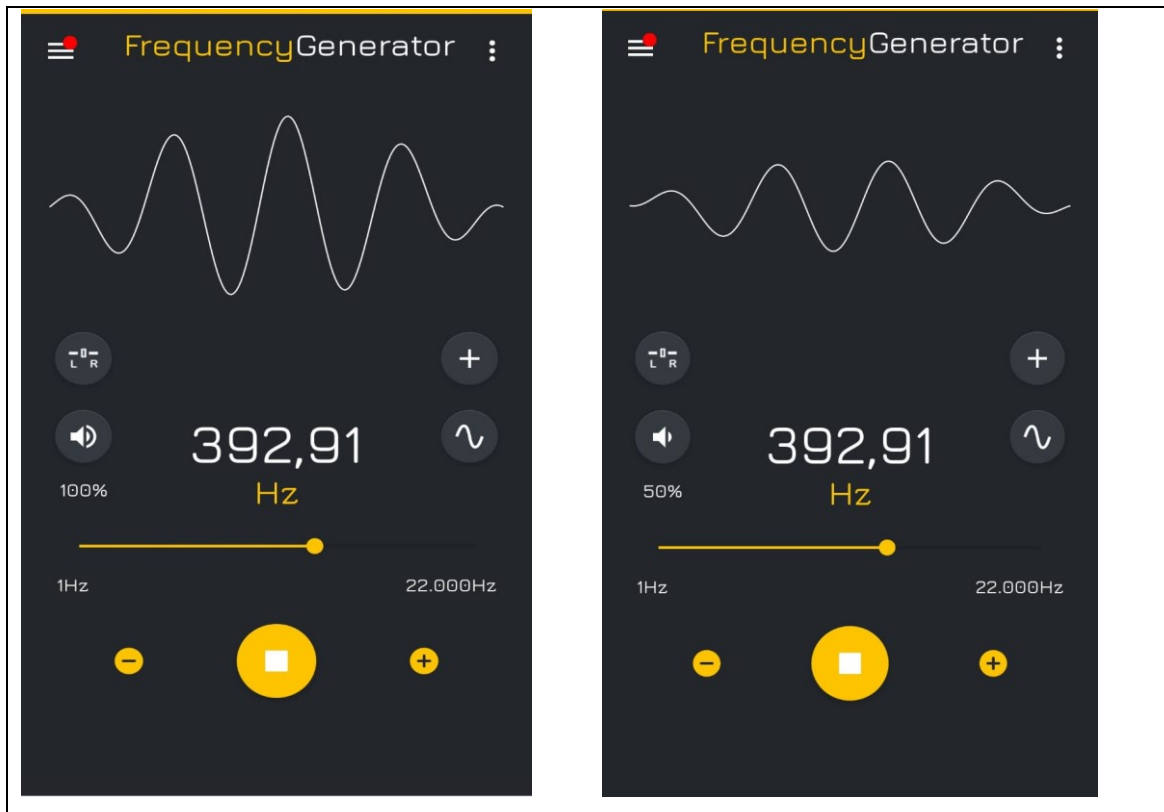 FrequencyGenerator
L R
392,91
100%
Hz
1Hz
22.000Hz
FrequencyGenerator
L R
392,91
50%
Hz
1Hz
22.000Hz